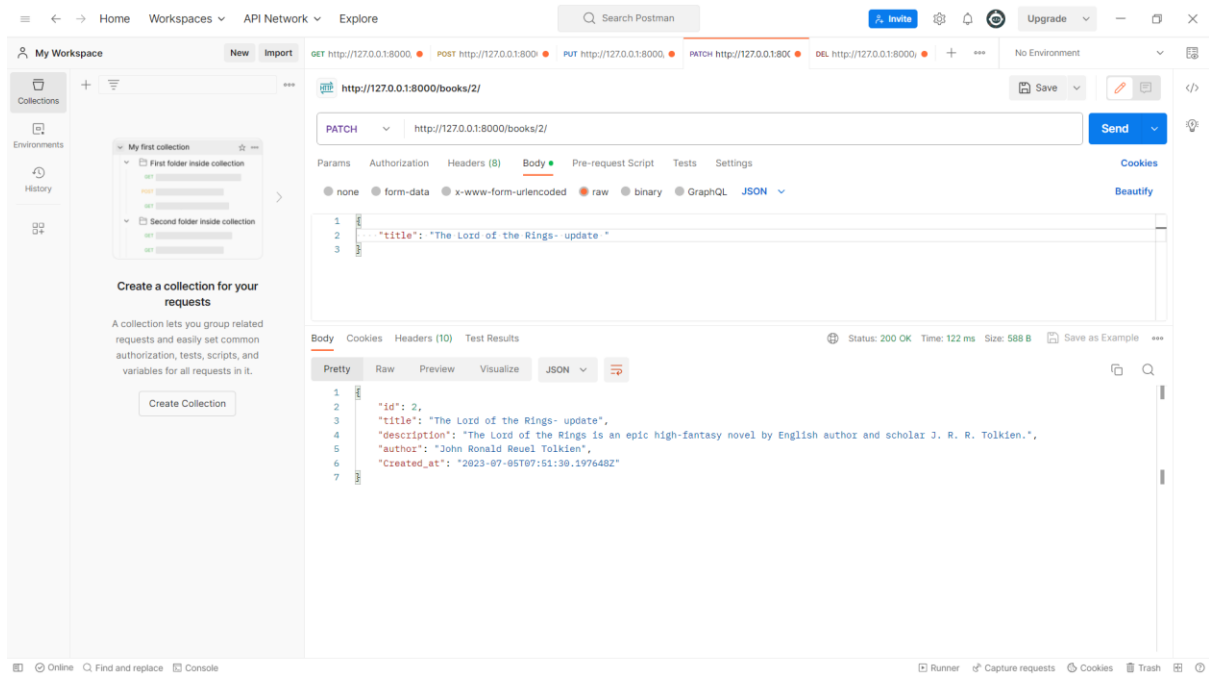 Home Workspaces API Network Explore Search Postman Invite Upgrade
My Workspace New Import GET http://127.0.0.1:8000, POST http://127.0.0.1:800 PUT http://127.0.0.1:8000, PATCH http://127.0.0.1:80C DEL http://127.0.0.1:8000/ No Environment
Collections
Environments
History
My first collection
First folder inside collection
GET
POST
GET
Second folder inside collection
GET
GET
Create a collection for your
requests
A collection lets you group related
requests and easily set common
authorization, tests, scripts, and
variables for all requests in it.
Create Collection
HTTP http://127.0.0.1:8000/books/2/ Save
PATCH http://127.0.0.1:8000/books/2/ Send
Params Authorization Headers (8) Body Pre-request Script Tests Settings Cookies
none form-data x-www-form-urlencoded raw binary GraphQL JSON Beautify
1 {
2 "title": "The Lord of the Rings- update "
3 }
Body Cookies Headers (10) Test Results Status: 200 OK Time: 122 ms Size: 588 B Save as Example
Pretty Raw Preview Visualize JSON
1 {
2 "id": 2,
3 "title": "The Lord of the Rings- update",
4 "description": "The Lord of the Rings is an epic high-fantasy novel by English author and scholar J. R. R. Tolkien.",
5 "author": "John Ronald Reuel Tolkien",
6 "Created_at": "2023-07-05T07:51:30.197648Z"
7 }
Online Find and replace Console Runner Capture requests Cookies Trash